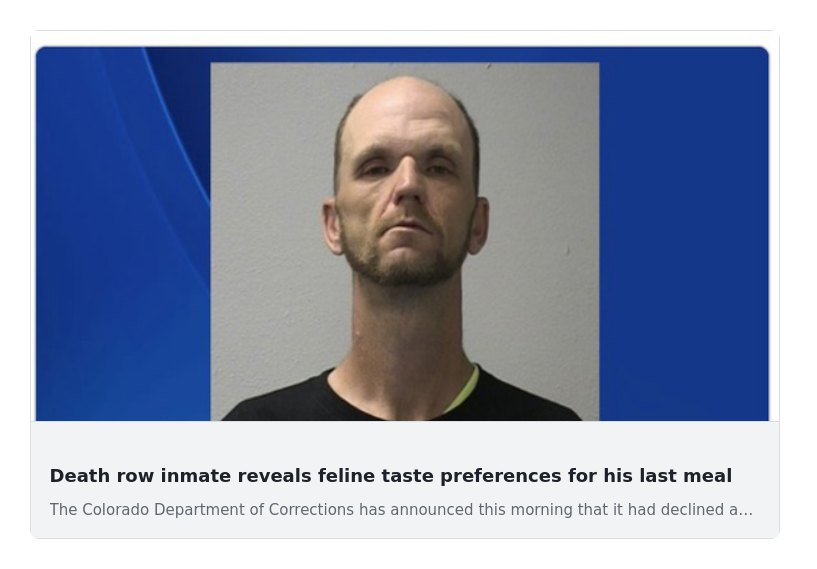 Death row inmate reveals feline taste preferences for his last meal
The Colorado Department of Corrections has announced this morning that it had declined a...